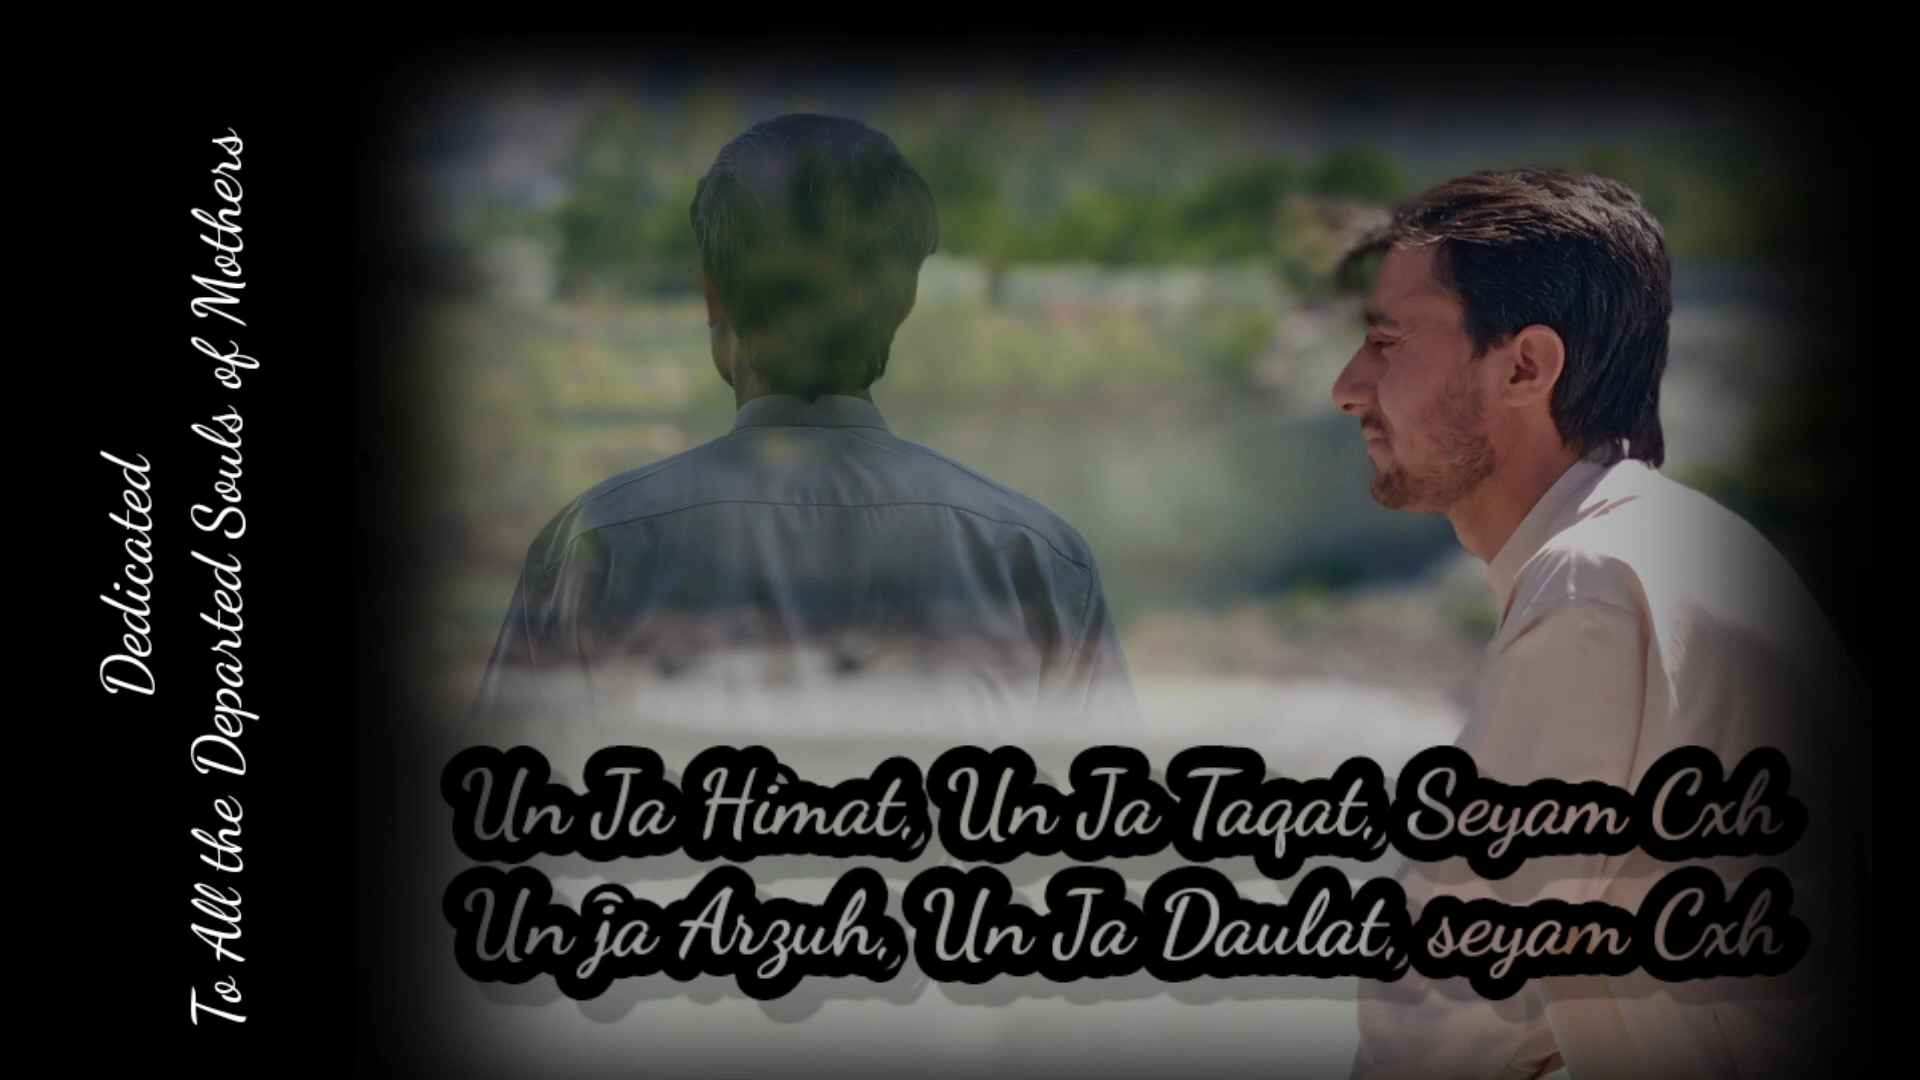 Dedicated
To All the Departed Souls of Mothers
Un Ja Himat, Un Ja Taqat, Seyam Cxh
Un ja Arzuh, Un Ja Daulat, seyam Cxh